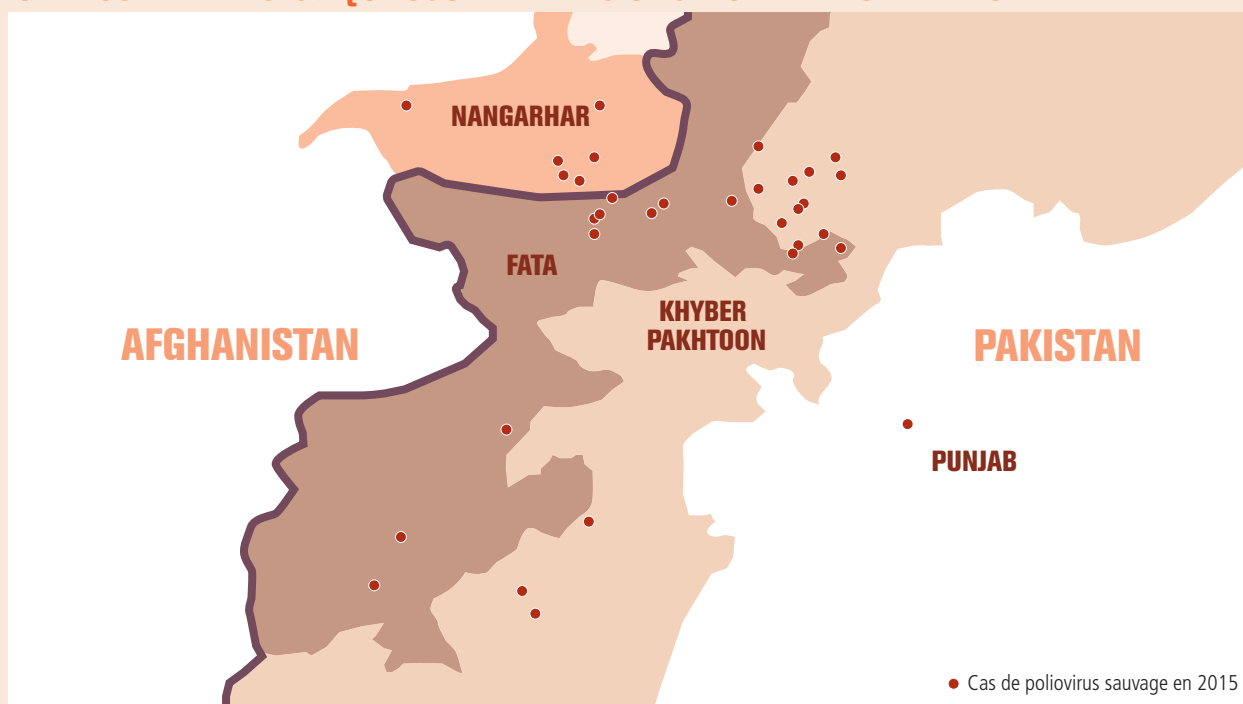 NANGARHAR
FATA
KHYBER
PAKHTOON
AFGHANISTAN
PAKISTAN
PUNJAB
Cas de poliovirus sauvage en 2015